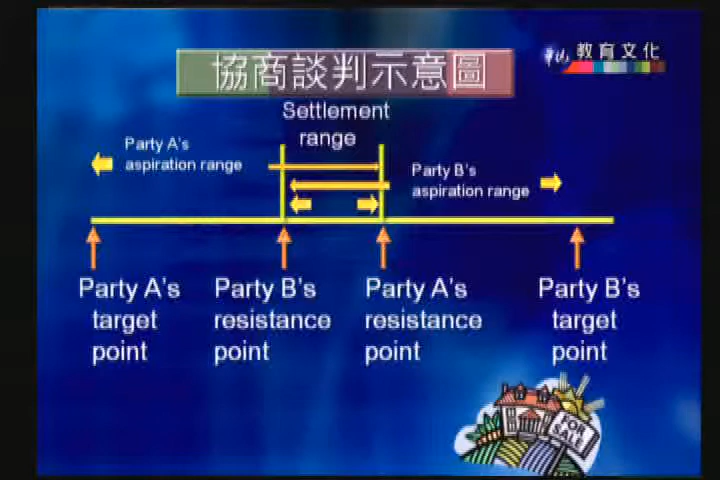 教育文化
協商談判示意圖
Settlement
range
Party A's
aspiration range
Party B's
aspiration range
Party A's
target
point
Party B's
resistance
point
Party A's
resistance
point
Party B's
target
point
FOR
SALE